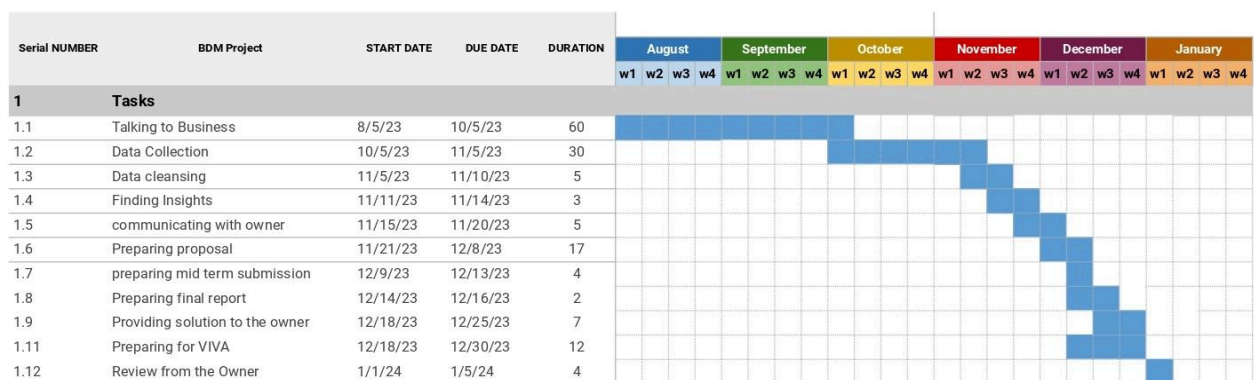 August September October November December January
Serial NUMBER BDM Project START DATE DUE DATE DURATION
w1 w2 w3 w4 w1 w2 w3 w4 w1 w2 w3 w4 w1 w2 w3 w4 w1 w2 w3 w4 w1 w2 w3 w4
1 Tasks
1.1 Talking to Business 8/5/23 10/5/23 60
1.2 Data Collection 10/5/23 11/5/23 30
1.3 Data cleansing 11/5/23 11/10/23 5
1.4 Finding Insights 11/11/23 11/14/23 3
1.5 communicating with owner 11/15/23 11/20/23 5
1.6 Preparing proposal 11/21/23 12/8/23 17
1.7 preparing mid term submission 12/9/23 12/13/23 4
1.8 Preparing final report 12/14/23 12/16/23 2
1.9 Providing solution to the owner 12/18/23 12/25/23 7
1.11 Preparing for VIVA 12/18/23 12/30/23 12
1.12 Review from the Owner 1/1/24 1/5/24 4